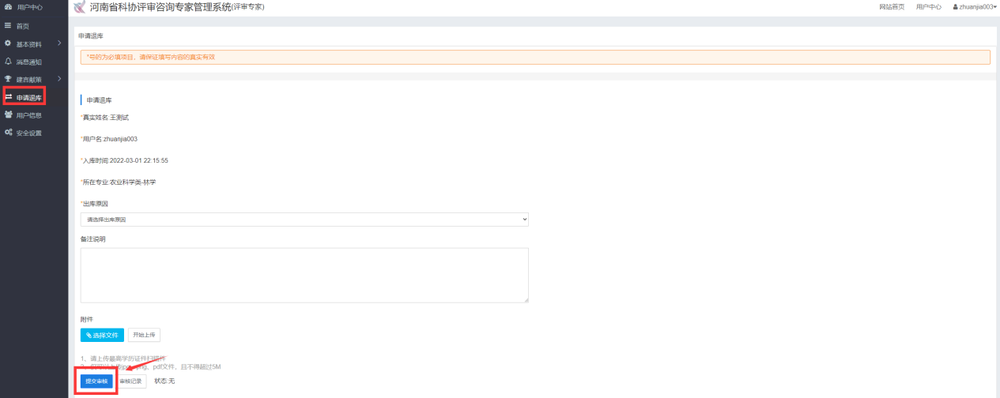 用户中心
河南省科协评审咨询专家管理系统(评审专家)
网站首页 用户中心 zhuanjia003
首页
基本资料
消息通知
建言献策
申请退库
用户信息
安全设置
申请退库
*号的为必填项目，请保证填写内容的真实有效
申请退库
*真实姓名:王测试
*用户名:zhuanjia003
*入库时间:2022-03-01 22:15:55
*所在专业:农业科学类-林学
*出库原因
请选择出库原因
备注说明
附件
选择文件 开始上传
1、请上传最高学历证件扫描件
png、pdf文件，且不得超过5M
提交审核 审核记录 状态:无